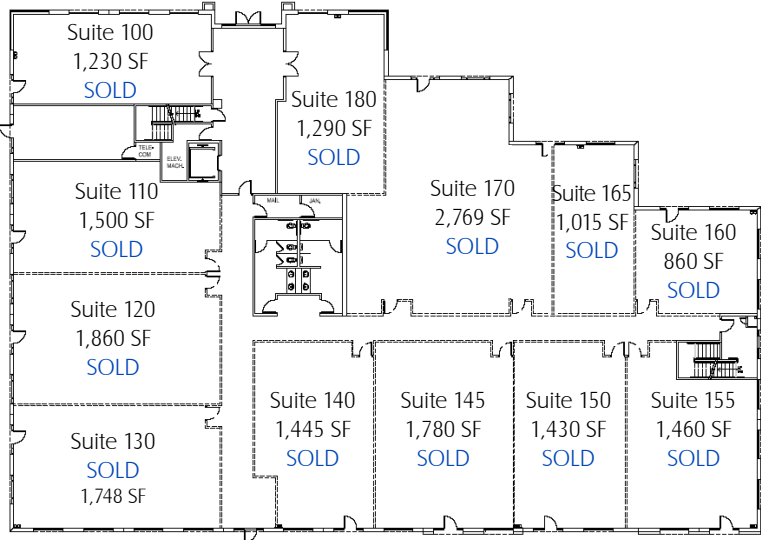 Suite 100
1,230 SF
SOLD
Suite 180
1,290 SF
SOLD
TELE-
COM
ELEV.
MACH.
Suite 110
1,500 SF
SOLD
MAIL
JAN.
Suite 170
2,769 SF
SOLD
Suite 165
1,015 SF
SOLD
Suite 160
860 SF
SOLD
Suite 120
1,860 SF
SOLD
Suite 130
SOLD
1,748 SF
Suite 140
1,445 SF
SOLD
Suite 145
1,780 SF
SOLD
Suite 150
1,430 SF
SOLD
Suite 155
1,460 SF
SOLD